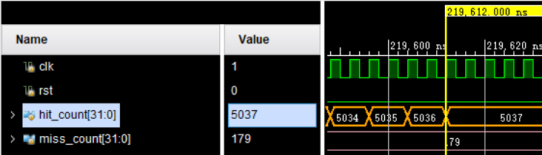 219,612.000 ns
Name Value 219,600 ns 219,620 n
clk 1
rst 0
hit_count[31:0] 5037 5034 5035 5036 5037
miss_count[31:0] 179 179